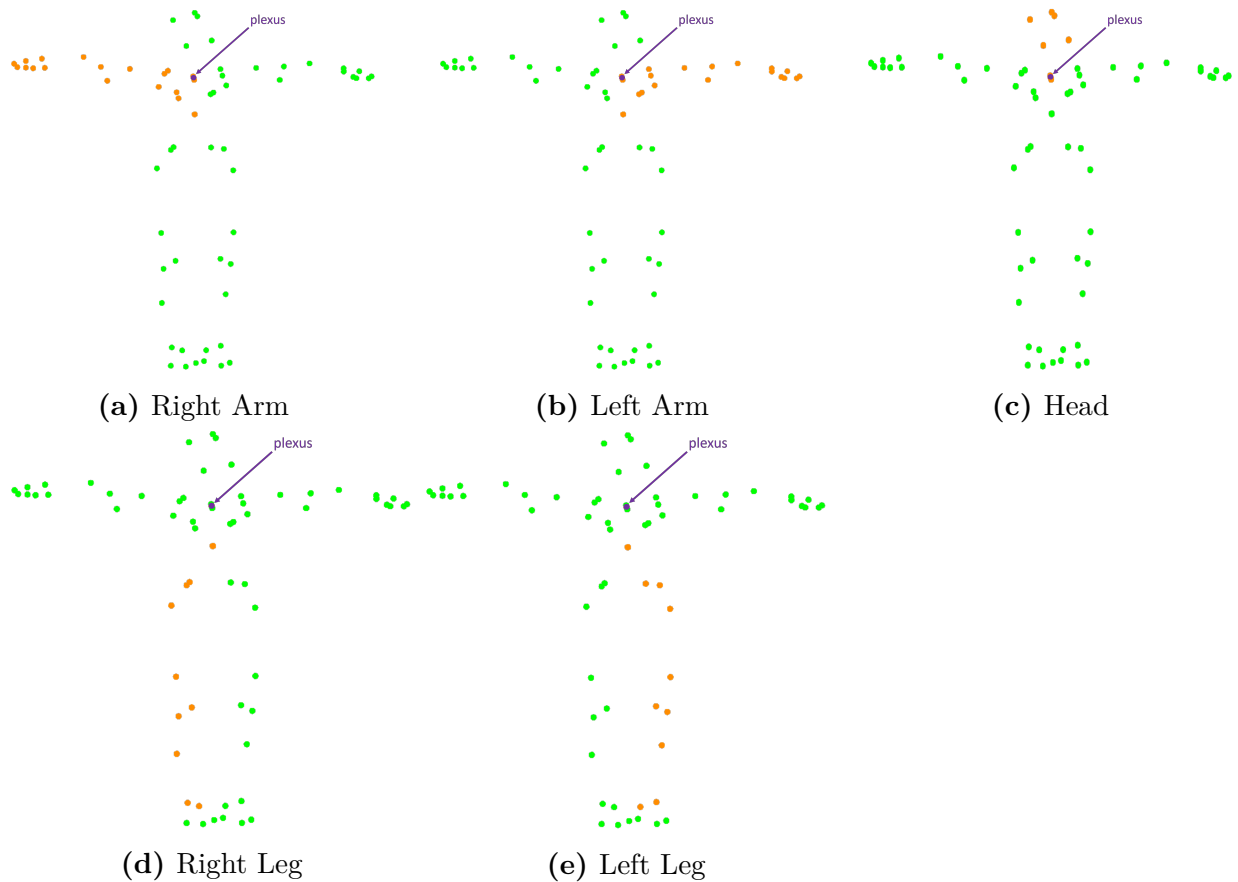 plexus
plexus
plexus
(a) Right Arm
(b) Left Arm
(c) Head
plexus
plexus
(d) Right Leg
(e) Left Leg